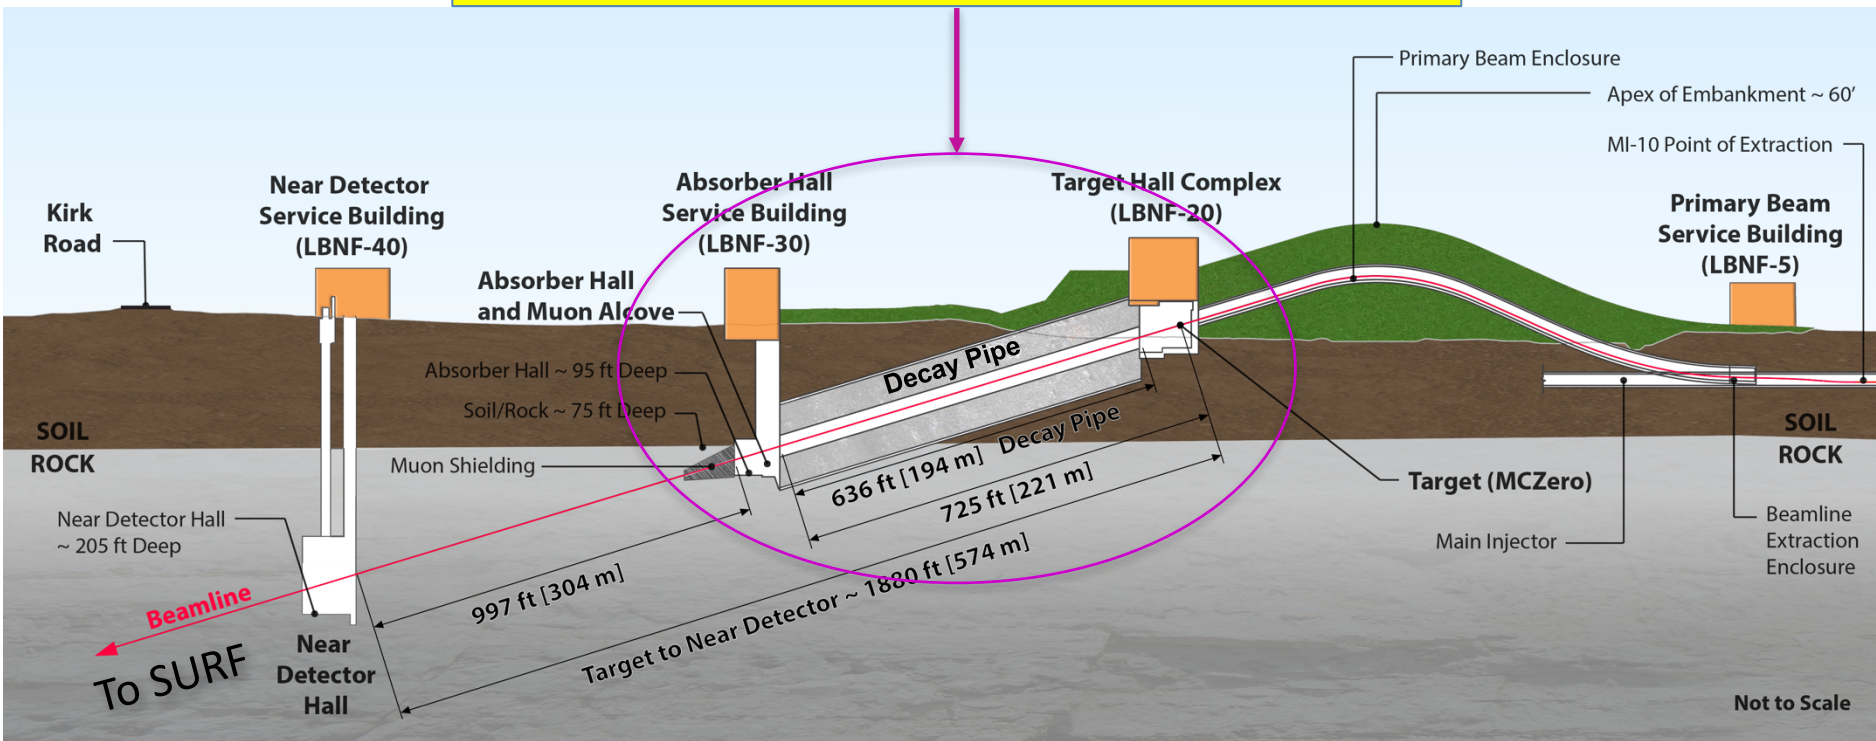 Primary Beam Enclosure
Apex of Embankment ~ 60’
MI-10 Point of Extraction
Kirk
Road
Near Detector
Service Building
(LBNF-40)
Absorber Hall
Service Building
(LBNF-30)
Target Hall Complex
(LBNF-20)
Primary Beam
Service Building
(LBNF-5)
Absorber Hall
and Muon Alcove
Decay Pipe
Absorber Hall ~ 95 ft Deep
Soil/Rock ~ 75 ft Deep
SOIL
ROCK
Muon Shielding
636 ft [194 m] Decay Pipe
725 ft [221 m]
SOIL
ROCK
Target (MCZero)
Near Detector Hall
~ 205 ft Deep
Main Injector
Beamline
Extraction
Enclosure
997 ft [304 m]
Target to Near Detector ~ 1880 ft [574 m]
Beamline
To SURF
Near
Detector
Hall
Not to Scale